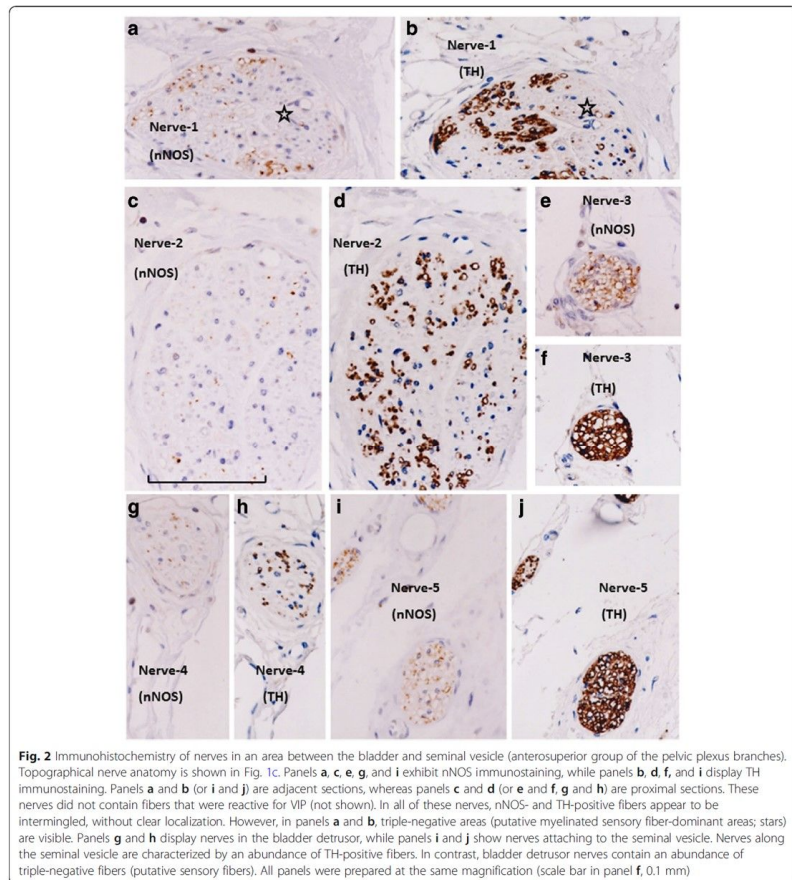 a
b
Nerve-1
(TH)
Nerve-1
(nNOS)
c
d
e
Nerve-3
(nNOS)
Nerve-2
(nNOS)
Nerve-2
(TH)
f
Nerve-3
(TH)
g
h
i
j
Nerve-5
(nNOS)
Nerve-5
(TH)
Nerve-4
(nNOS)
Nerve-4
(TH)
Fig. 2 Immunohistochemistry of nerves in an area between the bladder and seminal vesicle (anterosuperior group of the pelvic plexus branches).
Topographical nerve anatomy is shown in Fig. 1c. Panels a, c, e, g, and i exhibit nNOS immunostaining, while panels b, d, f, and i display TH
immunostaining. Panels a and b (or i and j) are adjacent sections, whereas panels c and d (or e and f, g and h) are proximal sections. These
nerves did not contain fibers that were reactive for VIP (not shown). In all of these nerves, nNOS- and TH-positive fibers appear to be
intermingled, without clear localization. However, in panels a and b, triple-negative areas (putative myelinated sensory fiber-dominant areas; stars)
are visible. Panels g and h display nerves in the bladder detrusor, while panels i and j show nerves attaching to the seminal vesicle. Nerves along
the seminal vesicle are characterized by an abundance of TH-positive fibers. In contrast, bladder detrusor nerves contain an abundance of
triple-negative fibers (putative sensory fibers). All panels were prepared at the same magnification (scale bar in panel f, 0.1 mm)